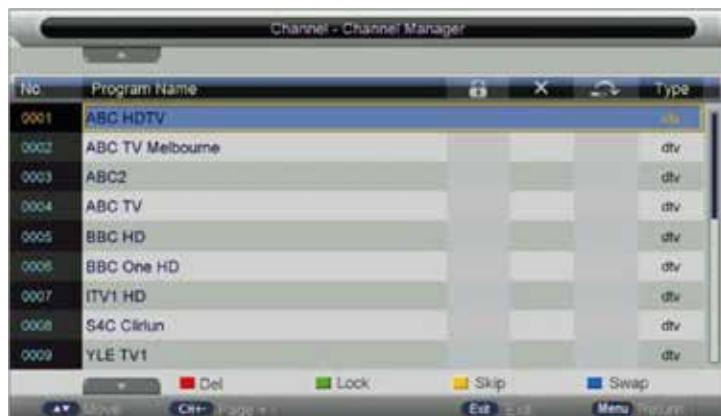 Channel - Channel Manager
No. Program Name Type
0001 ABC HDTV dtv
0002 ABC TV Melbourne dtv
0003 ABC2 dtv
0004 ABC TV dtv
0005 BBC HD dtv
0006 BBC One HD dtv
0007 ITV1 HD dtv
0008 S4C Clirlun dtv
0009 YLE TV1 dtv
Del Lock Skip Swap
Move CH+- Page + - Exit Exit Menu Return